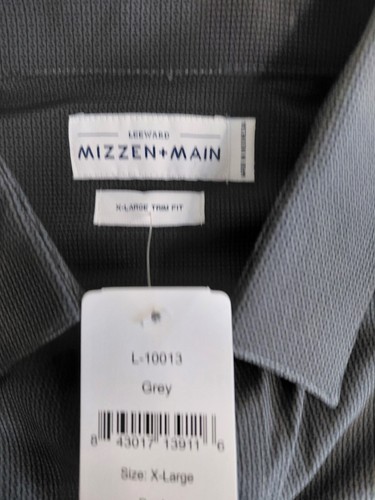 LEEWARD
MIZZEN+MAIN
X-LARGE TRIM FIT
L-10013
Grey
8 43017 13911 6
Size: X-Large